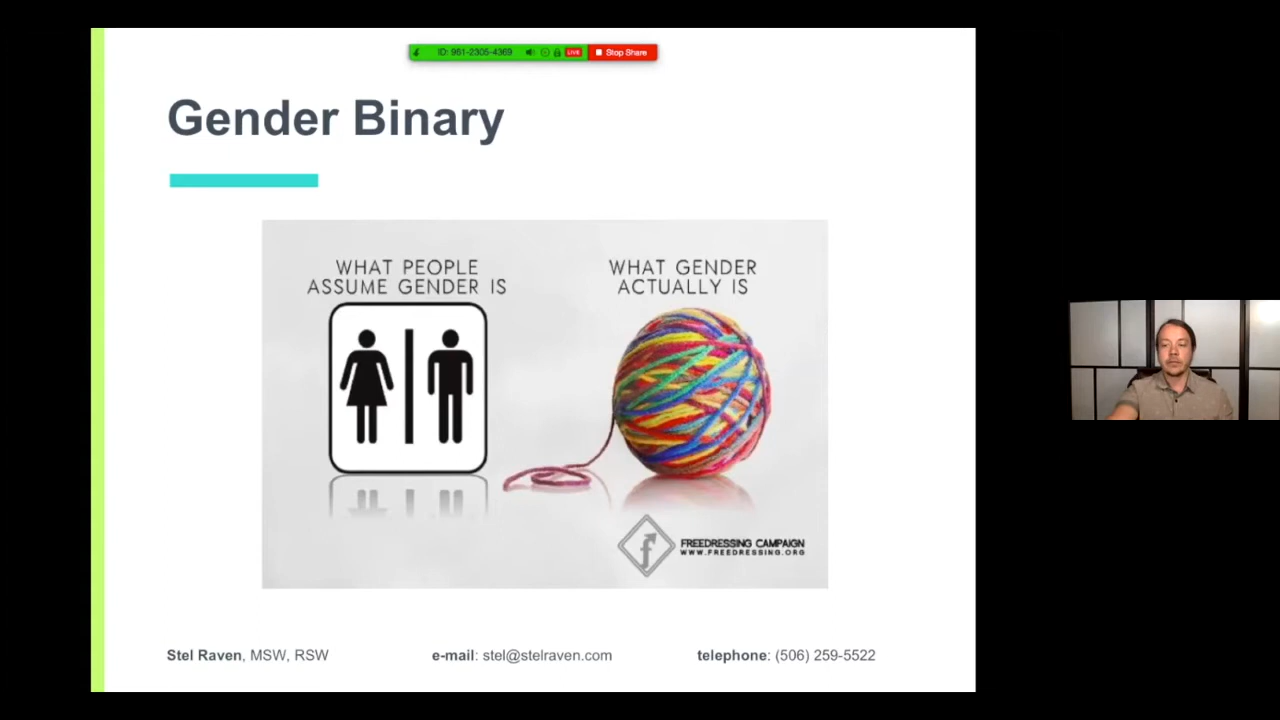 ID: 981-2305-4369 LIVE Stop Share
Gender Binary
WHAT PEOPLE
ASSUME GENDER IS
WHAT GENDER
ACTUALLY IS
FREEDRESSING CAMPAIGN
WWW.FREEDRESSING.ORG
Stel Raven, MSW, RSW
e-mail: stel@stelraven.com
telephone: (506) 259-5522